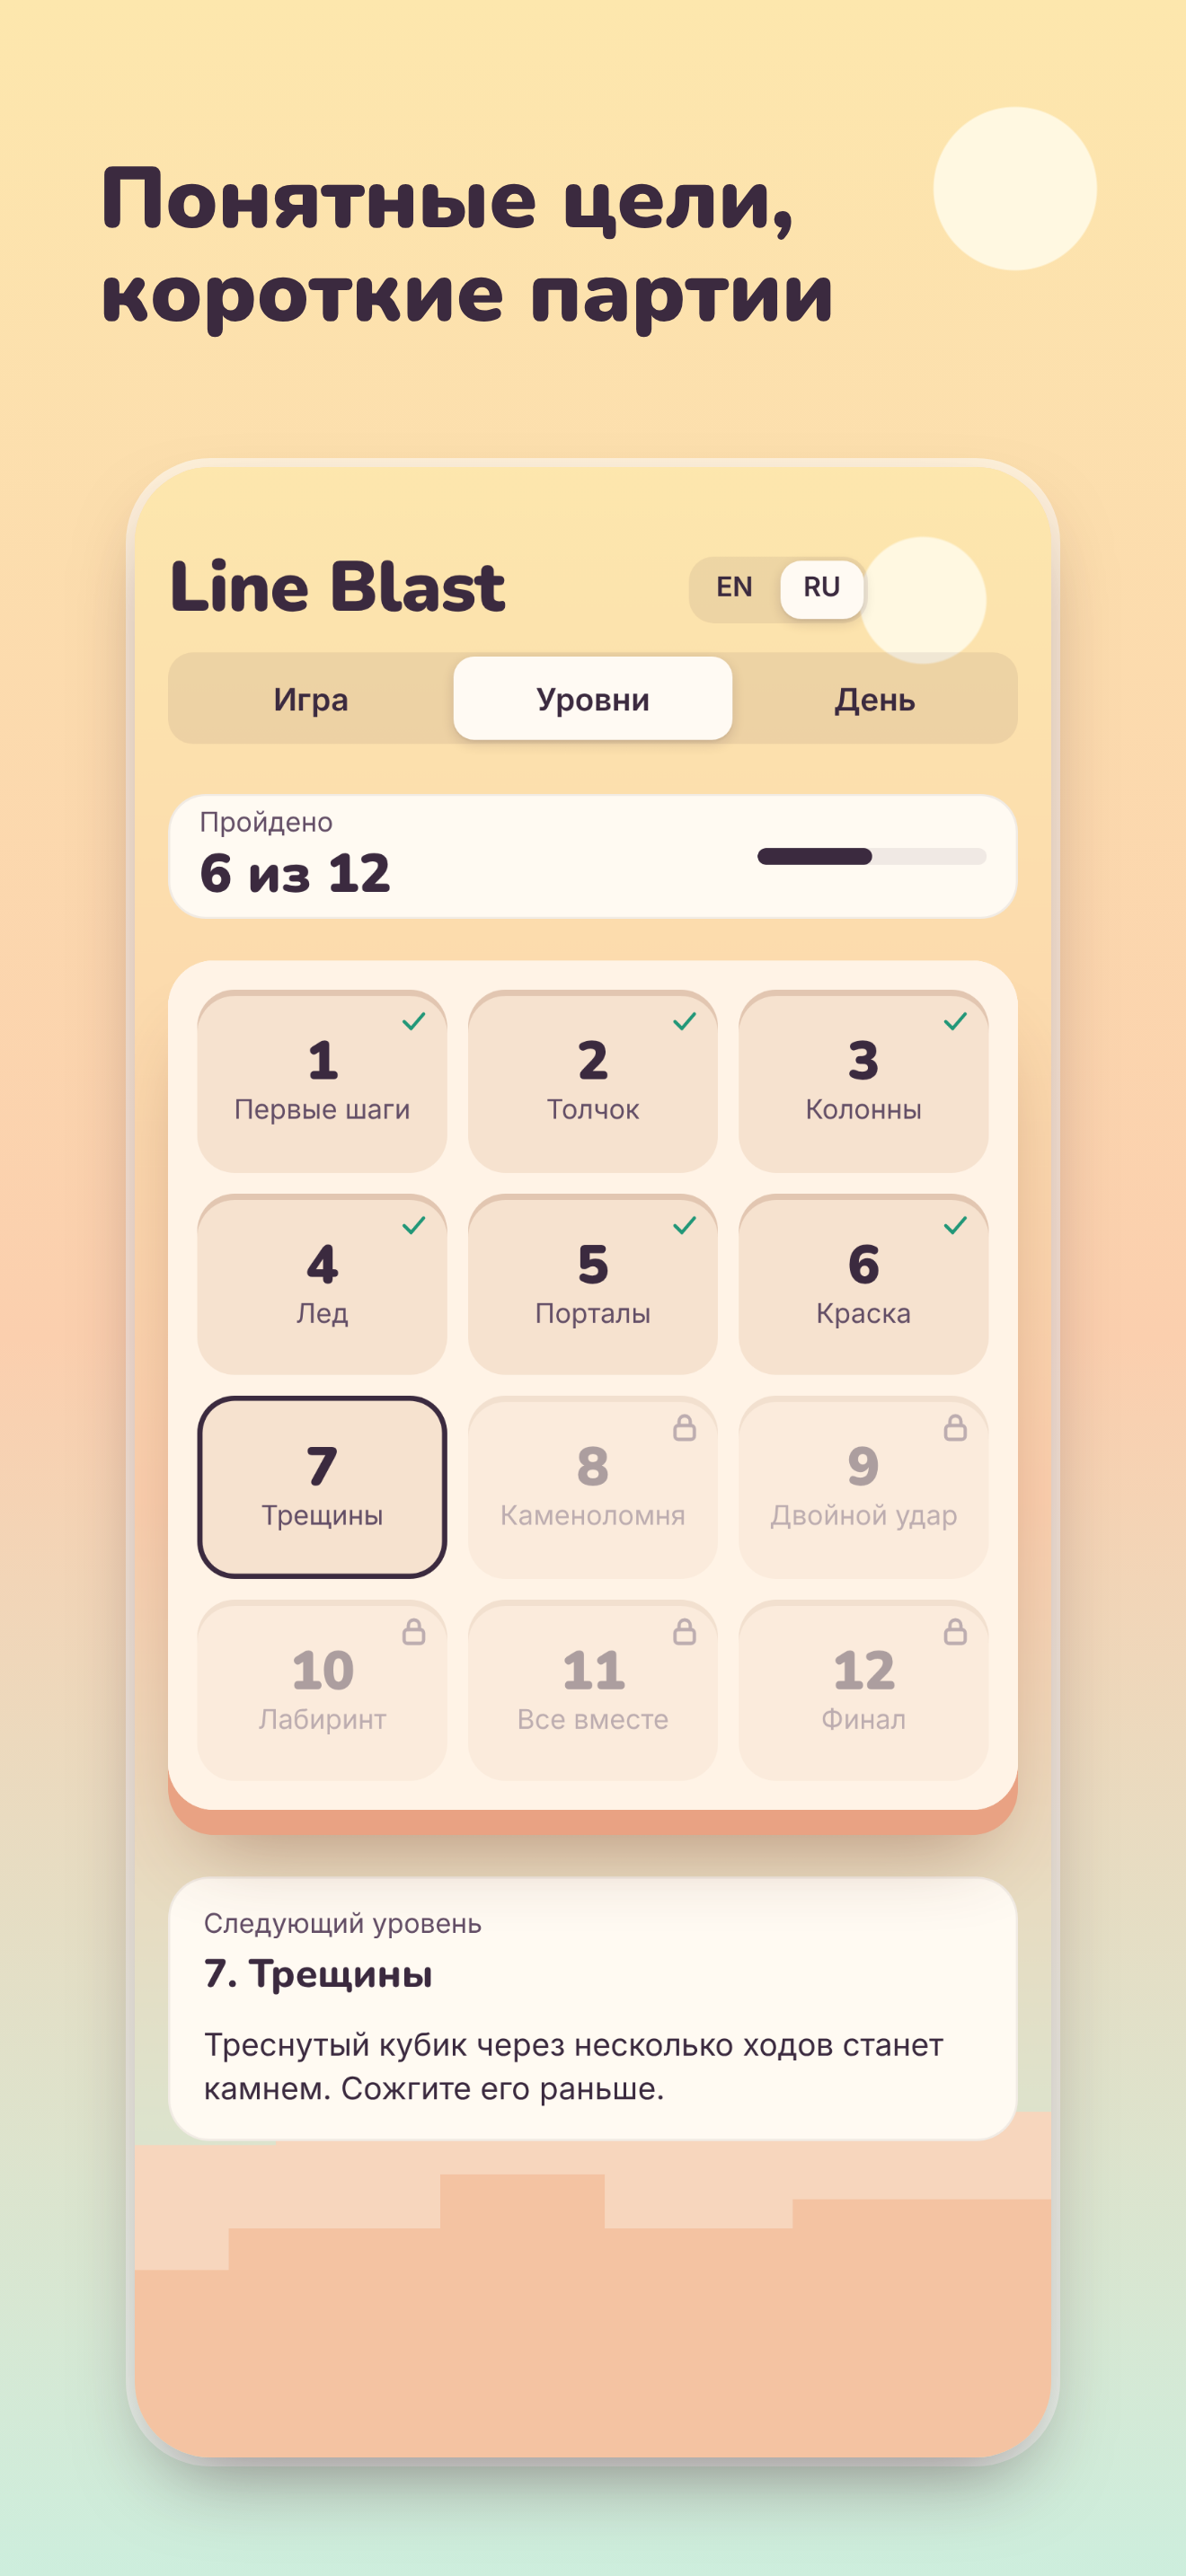 Понятные цели,
короткие партии
Line Blast
EN RU
Игра Уровни День
Пройдено
6 из 12
1 2 3
Первые шаги Толчок Колонны
4 5 6
Лед Порталы Краска
7 8 9
Трещины Каменоломня Двойной удар
10 11 12
Лабиринт Все вместе Финал
Следующий уровень
7. Трещины
Треснутый кубик через несколько ходов станет
камнем. Сожгите его раньше.